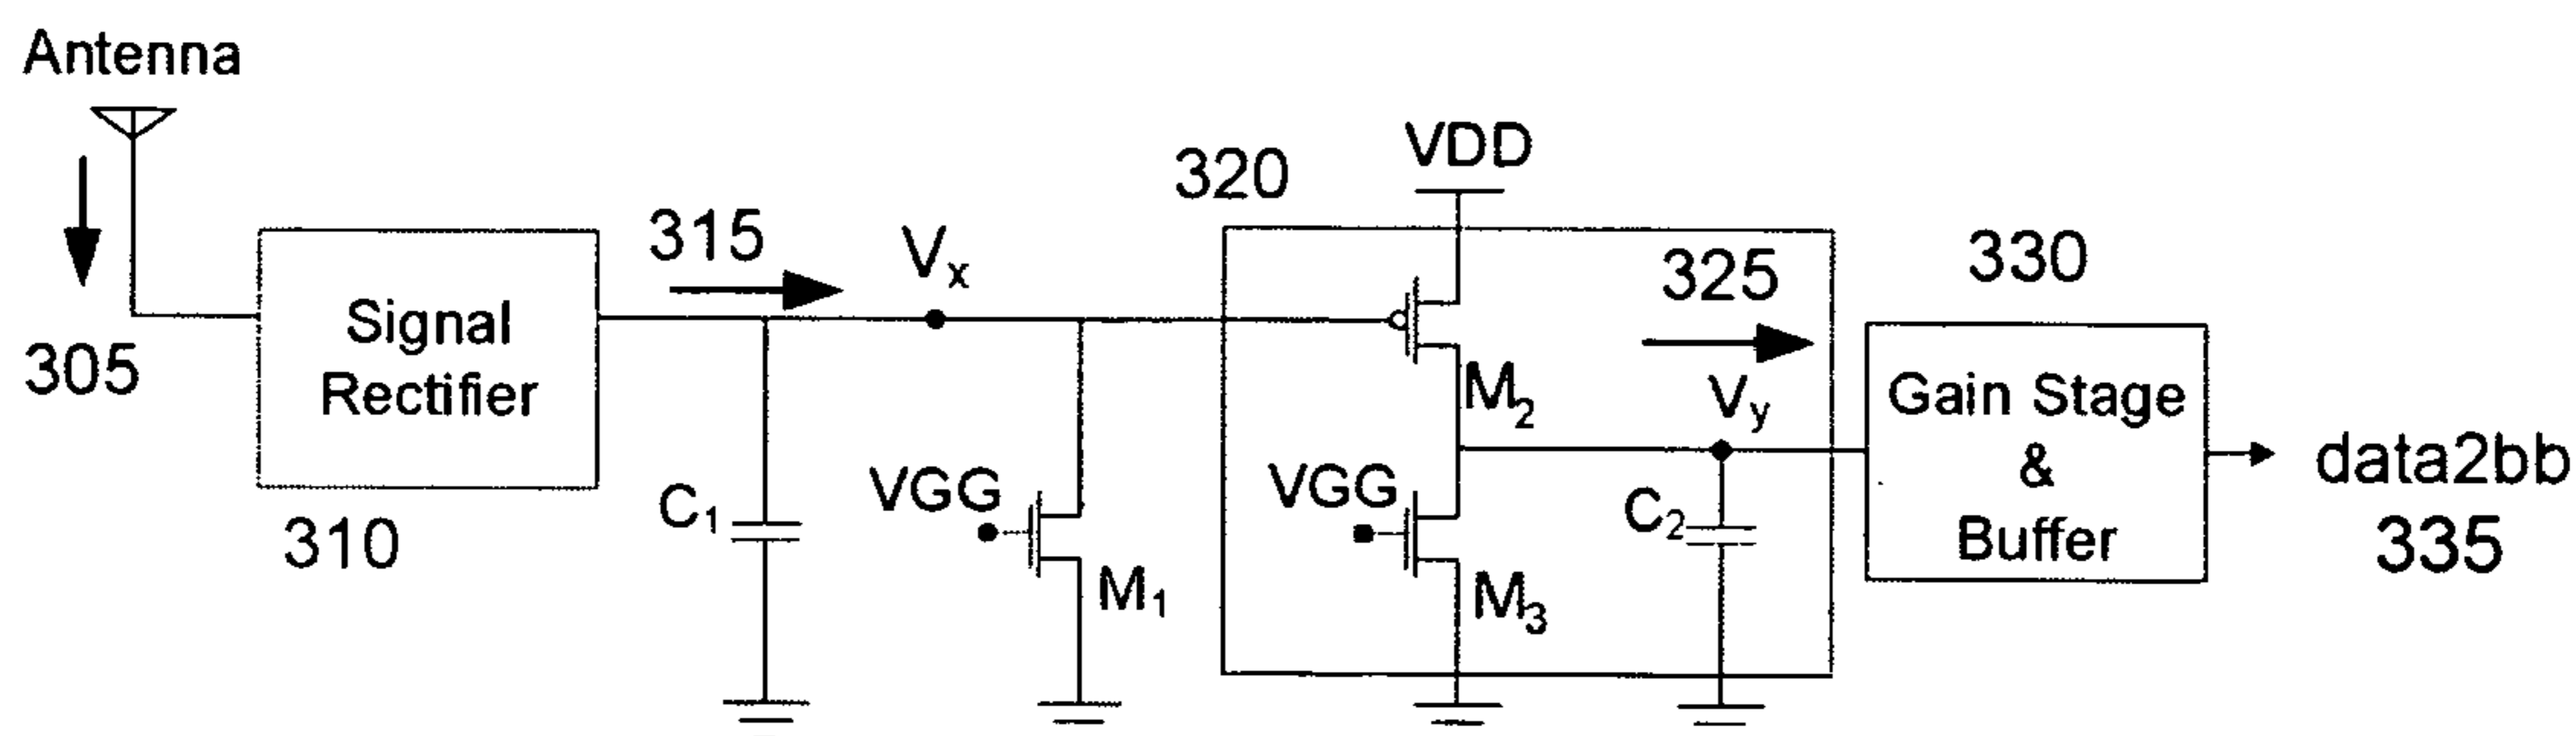 Antenna
305
Signal
Rectifier
310
315
Vx
C1
VGG
M1
320
VDD
M2
VGG
M3
325
Vy
C2
330
Gain Stage
&
Buffer
data2bb
335